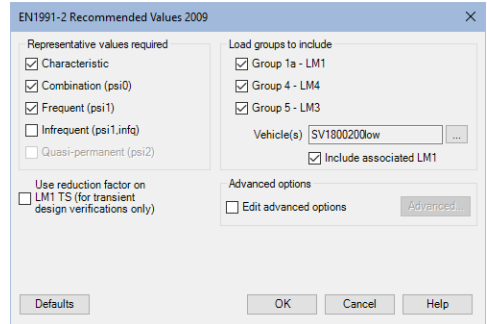 EN1991-2 Recommended Values 2009
Representative values required
Characteristic
Combination (psi0)
Frequent (psi1)
Infrequent (psi1,infq)
Quasi-permanent (psi2)
Use reduction factor on
LM1 TS (for transient
design verifications only)
Load groups to include
Group 1a - LM1
Group 4 - LM4
Group 5 - LM3
Vehicle(s) SV1800200low ...
Include associated LM1
Advanced options
Edit advanced options Advanced...
Defaults OK Cancel Help